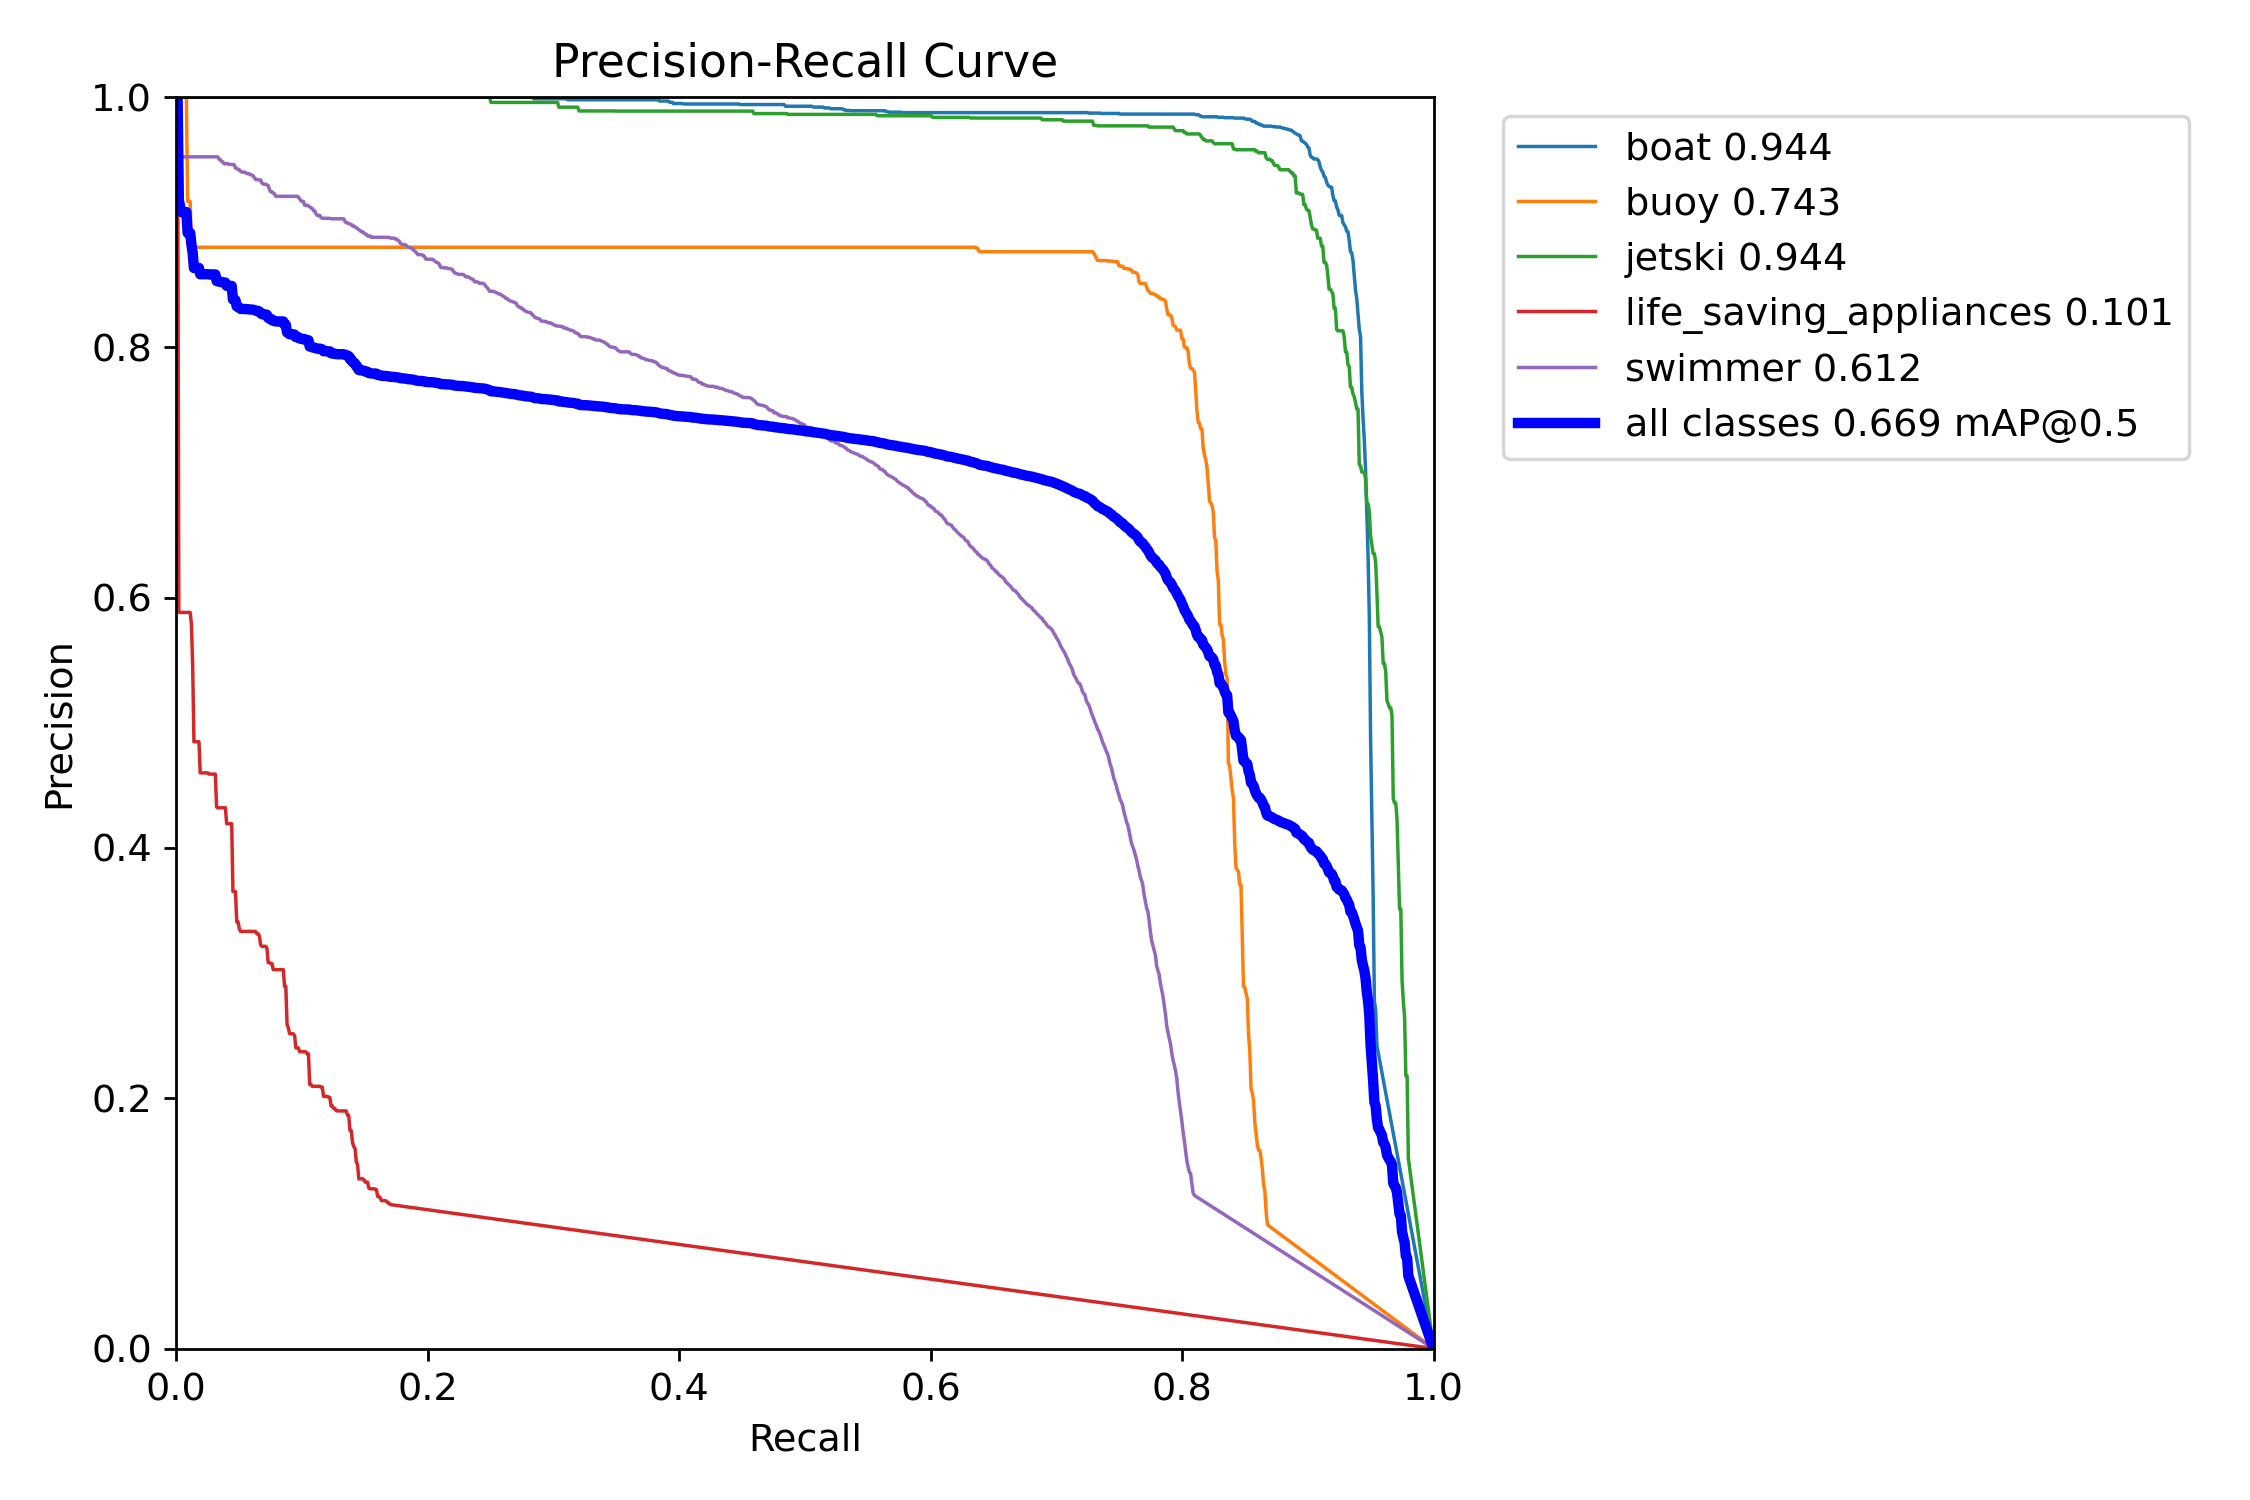 Precision-Recall Curve
1.0
0.8
0.6
0.4
0.2
0.0
Precision
0.0 0.2 0.4 0.6 0.8 1.0
Recall
boat 0.944
buoy 0.743
jetski 0.944
life_saving_appliances 0.101
swimmer 0.612
all classes 0.669 mAP@0.5